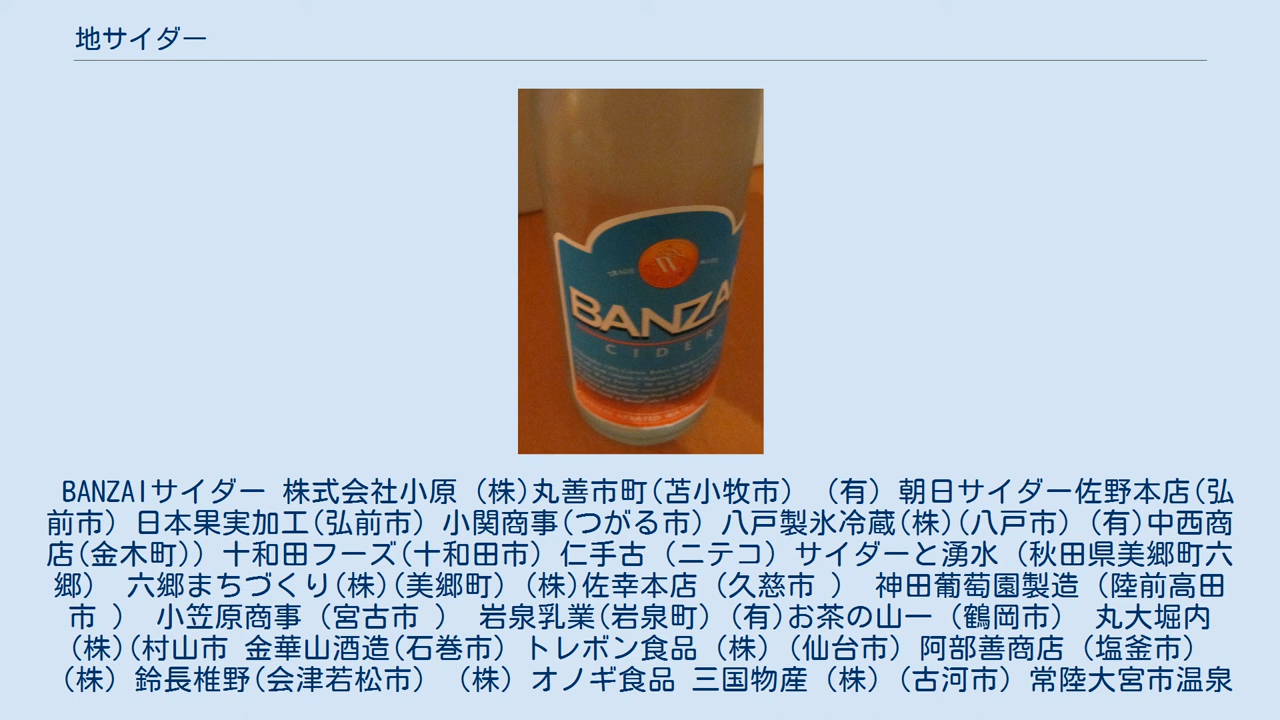 地サイダー
TRADE
BANZA
CIDER
BANZAIサイダー 株式会社小原 (株)丸善市町(苫小牧市) (有) 朝日サイダー佐野本店(弘
前市) 日本果実加工(弘前市) 小関商事(つがる市) 八戸製氷冷蔵(株)(八戸市) (有)中西商
店(金木町)) 十和田フーズ(十和田市) 仁手古 (ニテコ) サイダーと湧水 (秋田県美郷町六
郷) 六郷まちづくり(株)(美郷町) (株)佐幸本店 (久慈市 ) 神田葡萄園製造 (陸前高田
市 ) 小笠原商事 (宮古市 ) 岩泉乳業(岩泉町) (有)お茶の山一 (鶴岡市) 丸大堀内
(株)(村山市 金華山酒造(石巻市) トレボン食品 (株) (仙台市) 阿部善商店 (塩釜市)
(株) 鈴長椎野(会津若松市) (株) オノギ食品 三国物産 (株) (古河市) 常陸大宮市温泉